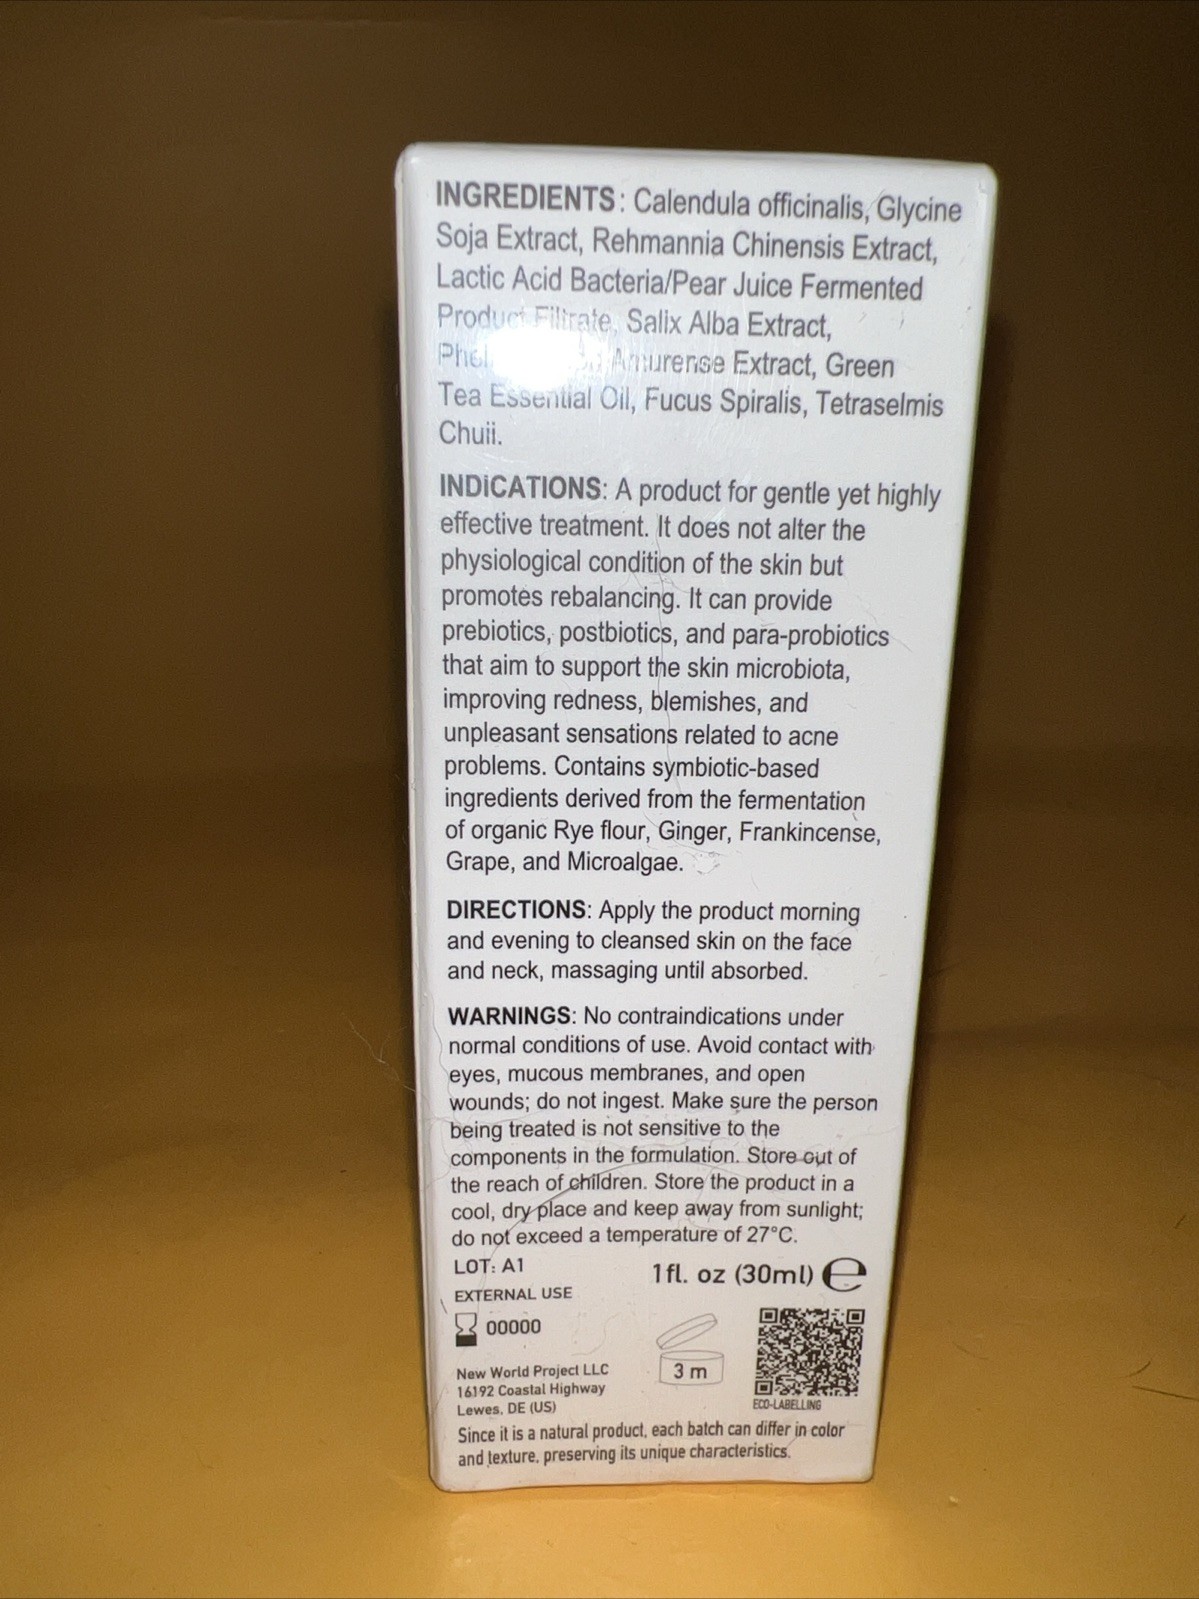 INGREDIENTS: Calendula officinalis, Glycine
Soja Extract, Rehmannia Chinensis Extract,
Lactic Acid Bacteria/Pear Juice Fermented
Product Filtrate, Salix Alba Extract,
Amurense Extract, Green
Tea Essential Oil, Fucus Spiralis, Tetraselmis
Chuii.
INDICATIONS: A product for gentle yet highly
effective treatment. It does not alter the
physiological condition of the skin but
promotes rebalancing. It can provide
prebiotics, postbiotics, and para-probiotics
that aim to support the skin microbiota,
improving redness, blemishes, and
unpleasant sensations related to acne
problems. Contains symbiotic-based
ingredients derived from the fermentation
of organic Rye flour, Ginger, Frankincense,
Grape, and Microalgae.
DIRECTIONS: Apply the product morning
and evening to cleansed skin on the face
and neck, massaging until absorbed.
WARNINGS: No contraindications under
normal conditions of use. Avoid contact with
eyes, mucous membranes, and open
wounds; do not ingest. Make sure the person
being treated is not sensitive to the
components in the formulation. Store out of
the reach of children. Store the product in a
cool, dry place and keep away from sunlight;
do not exceed a temperature of 27°C.
LOT: A1
1fl. oz (30ml) ℮
EXTERNAL USE
00000
3 m
New World Project LLC
16192 Coastal Highway
Lewes, DE (US)
ECO-LABELLING
Since it is a natural product, each batch can differ in color
and texture, preserving its unique characteristics.